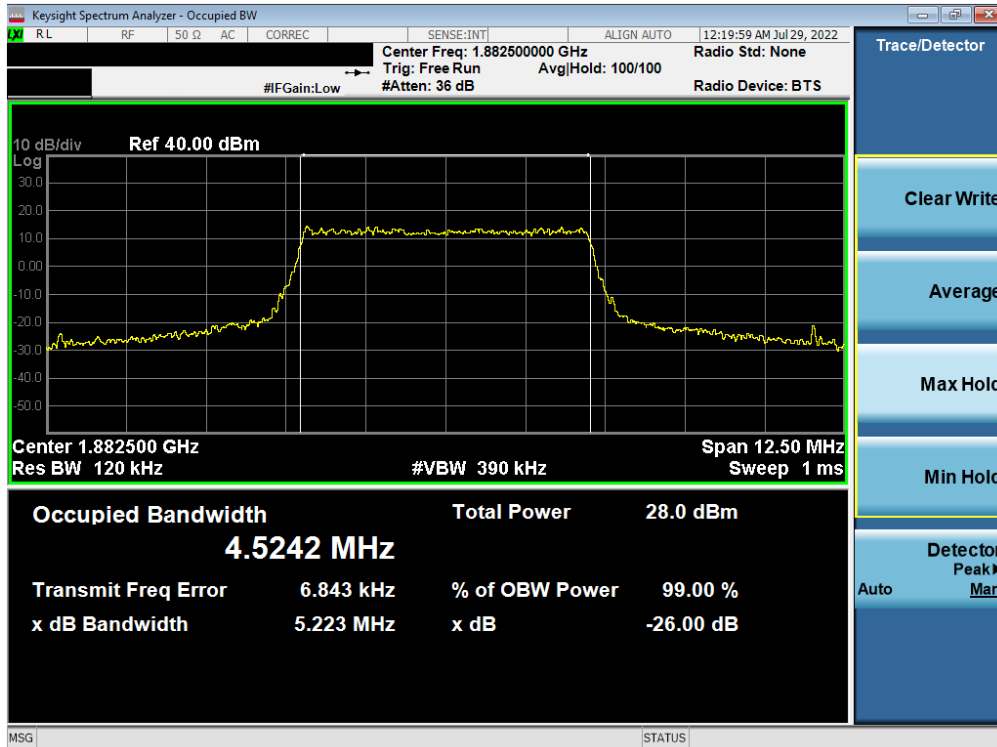 Keysight Spectrum Analyzer - Occupied BW
LXI RL RF 50 Ω AC CORREC SENSE:INT ALIGN AUTO 12:19:59 AM Jul 29, 2022
Center Freq: 1.882500000 GHz Radio Std: None
Trig: Free Run Avg|Hold: 100/100
#IFGain:Low #Atten: 36 dB Radio Device: BTS
10 dB/div Ref 40.00 dBm
Log
30.0
20.0
10.0
0.00
-10.0
-20.0
-30.0
-40.0
-50.0
Center 1.882500 GHz Span 12.50 MHz
Res BW 120 kHz #VBW 390 kHz Sweep 1 ms
Occupied Bandwidth Total Power 28.0 dBm
4.5242 MHz
Transmit Freq Error 6.843 kHz % of OBW Power 99.00 %
x dB Bandwidth 5.223 MHz x dB -26.00 dB
MSG STATUS
Trace/Detector
Clear Write
Average
Max Hold
Min Hold
Detector
Peak
Auto Man